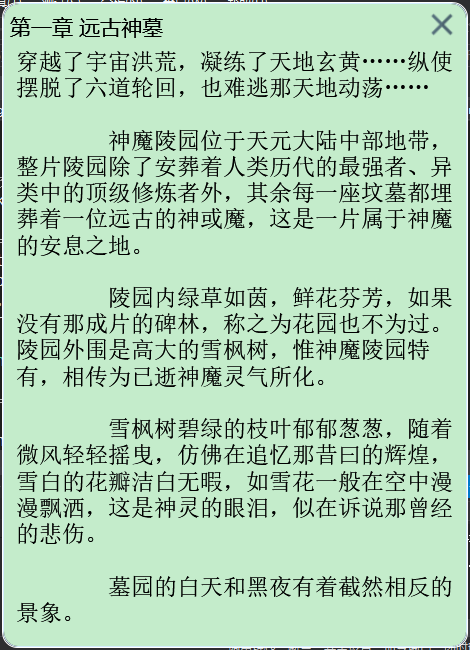 第一章 远古神墓
穿越了宇宙洪荒，凝练了天地玄黄……纵使
摆脱了六道轮回，也难逃那天地动荡……
神魔陵园位于天元大陆中部地带，
整片陵园除了安葬着人类历代的最强者、异
类中的顶级修炼者外，其余每一座坟墓都埋
葬着一位远古的神或魔，这是一片属于神魔
的安息之地。
陵园内绿草如茵，鲜花芬芳，如果
没有那成片的碑林，称之为花园也不为过。
陵园外围是高大的雪枫树，惟神魔陵园特
有，相传为已逝神魔灵气所化。
雪枫树碧绿的枝叶郁郁葱葱，随着
微风轻轻摇曳，仿佛在追忆那昔日的辉煌，
雪白的花瓣洁白无暇，如雪花一般在空中漫
漫飘洒，这是神灵的眼泪，似在诉说那曾经
的悲伤。
墓园的白天和黑夜有着截然相反的
景象。